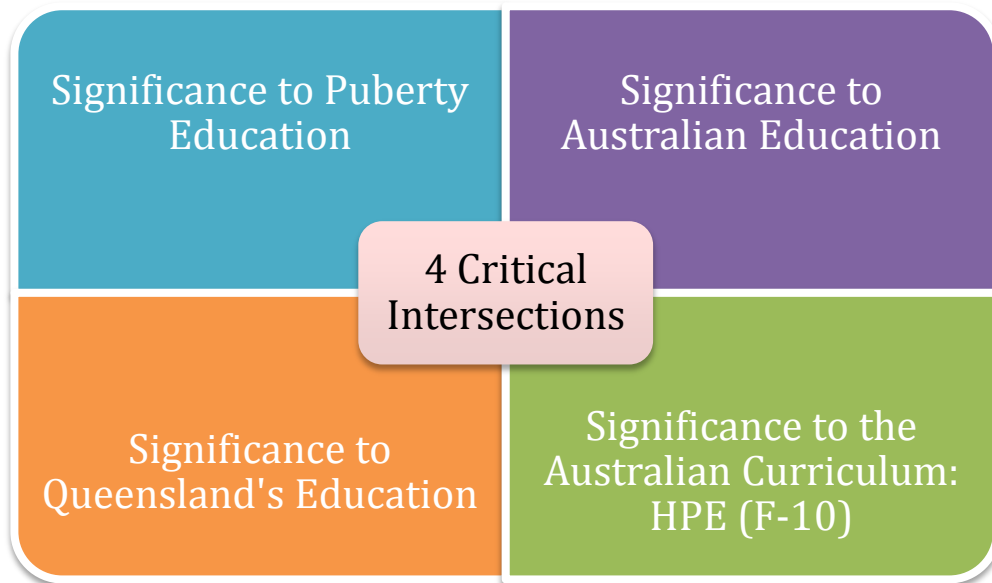 Significance to Puberty
Education
Significance to
Australian Education
4 Critical
Intersections
Significance to
Queensland's Education
Significance to the
Australian Curriculum:
HPE (F-10)